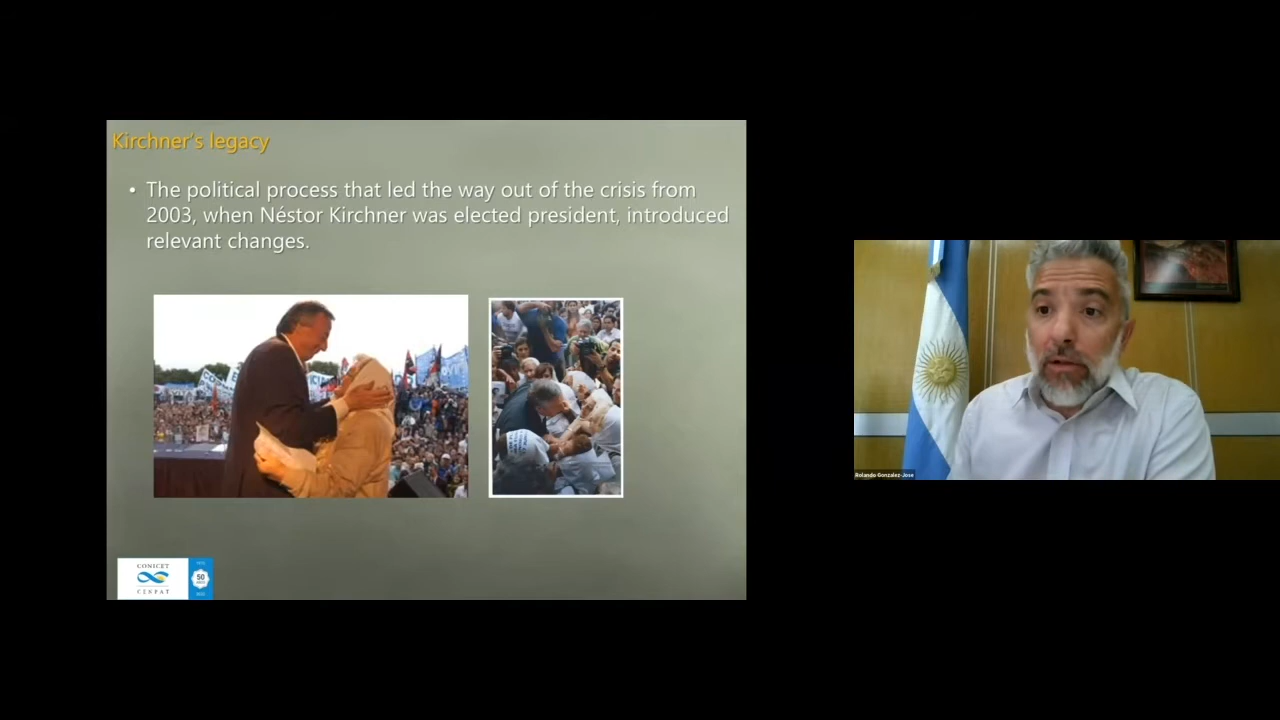 Kirchner's legacy
• The political process that led the way out of the crisis from
2003, when Néstor Kirchner was elected president, introduced
relevant changes.
CONICET
50
CENPAT
Rolando Gonzalez-Jose